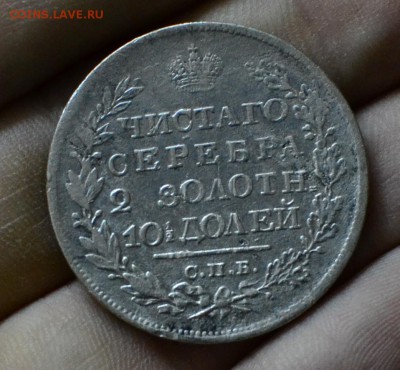 COINS.LAVE.RU
ЧИСТАГО
СЕРЕБРА
2 ЗОЛОТН.
10½ ДОЛЕЙ
С.П.Б.